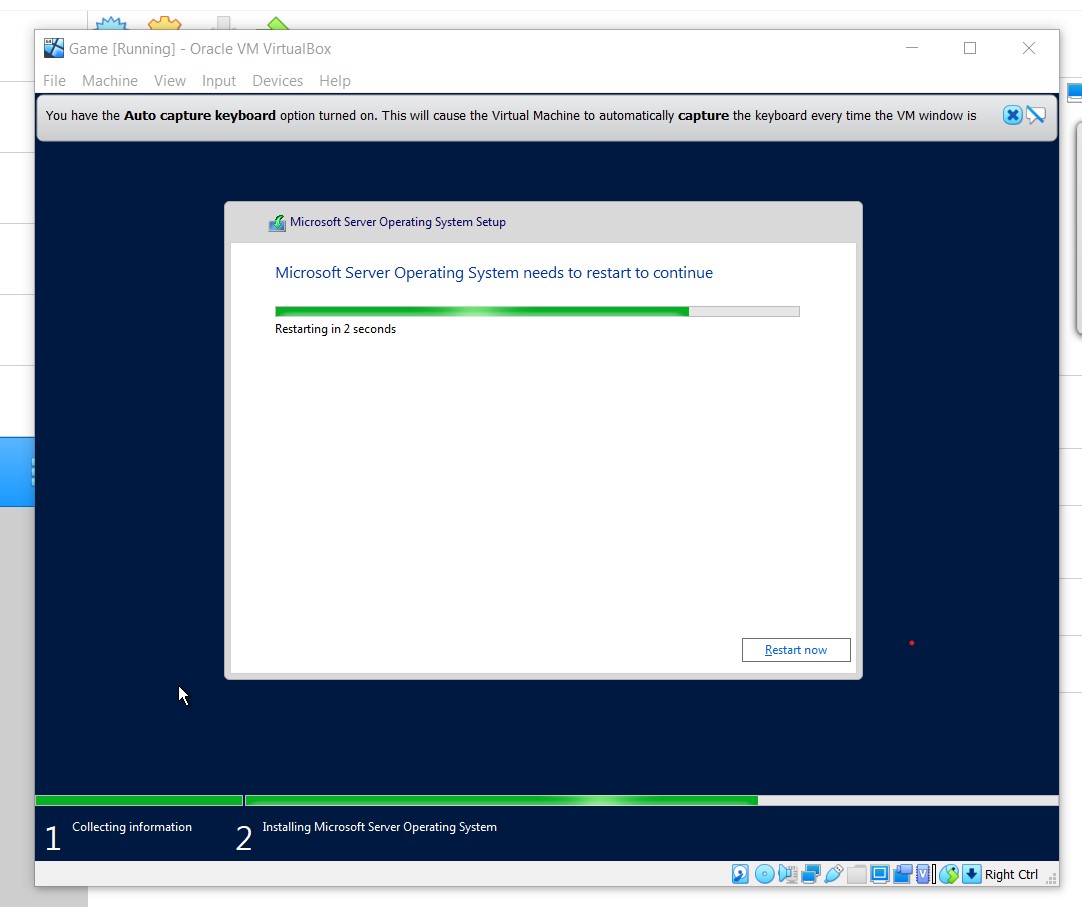 Game [Running] - Oracle VM VirtualBox
File Machine View Input Devices Help
You have the Auto capture keyboard option turned on. This will cause the Virtual Machine to automatically capture the keyboard every time the VM window is
Microsoft Server Operating System Setup
Microsoft Server Operating System needs to restart to continue
Restarting in 2 seconds
Restart now
1 Collecting information 2 Installing Microsoft Server Operating System
Right Ctrl